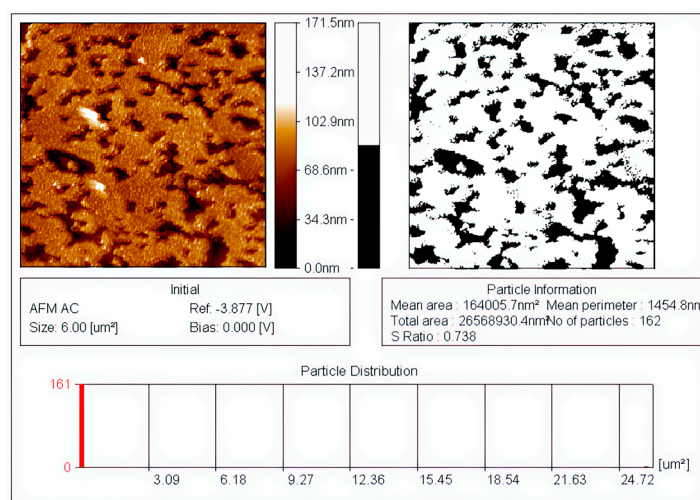 171.5nm
137.2nm
102.9nm
68.6nm
34.3nm
0.0nm
Initial
AFM AC Ref: -3.877 [V]
Size: 6.00 [um²] Bias: 0.000 [V]
Particle Information
Mean area : 164005.7nm² Mean perimeter : 1454.8nm
Total area : 26568930.4nm² No of particles : 162
S Ratio : 0.738
Particle Distribution
161
0
3.09 6.18 9.27 12.36 15.45 18.54 21.63 24.72 [um²]